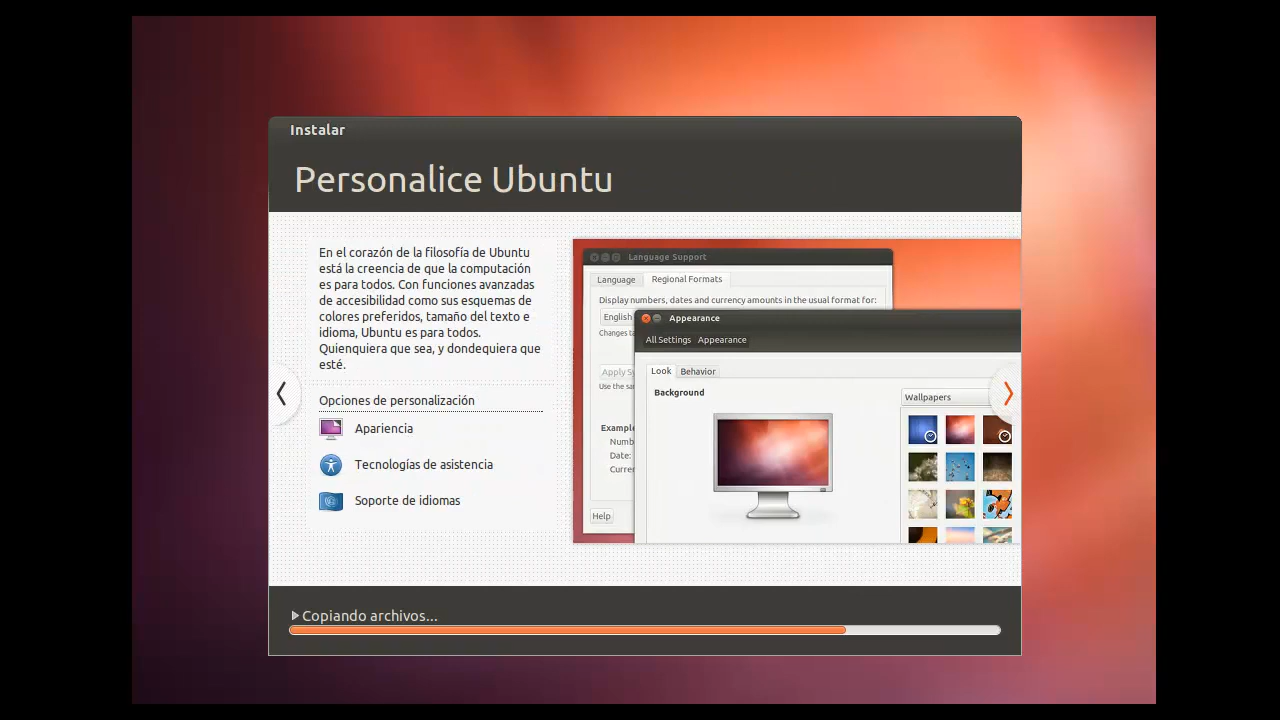 Instalar
Personalice Ubuntu
En el corazón de la filosofía de Ubuntu
está la creencia de que la computación
es para todos. Con funciones avanzadas
de accesibilidad como sus esquemas de
colores preferidos, tamaño del texto e
idioma, Ubuntu es para todos.
Quienquiera que sea, y dondequiera que
esté.
Opciones de personalización
Apariencia
Tecnologías de asistencia
Soporte de idiomas
Language Support
Language Regional Formats
Display numbers, dates and currency amounts in the usual format for:
English
Changes
Apply
Use the
Example
Date:
Help
Appearance
All Settings Appearance
Look Behavior
Background
Wallpapers
Copiando archivos...